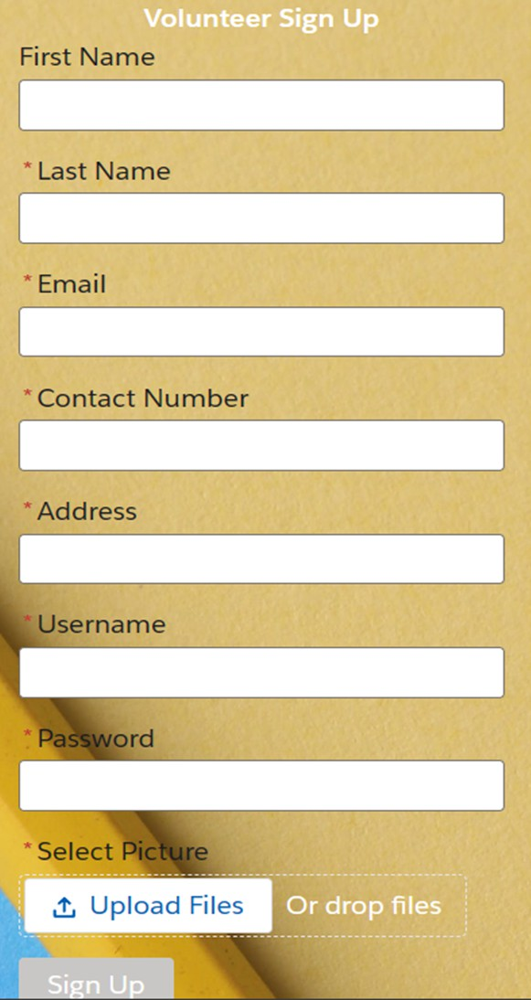 Volunteer Sign Up
First Name
* Last Name
* Email
* Contact Number
* Address
* Username
* Password
* Select Picture
Upload Files Or drop files
Sign Up